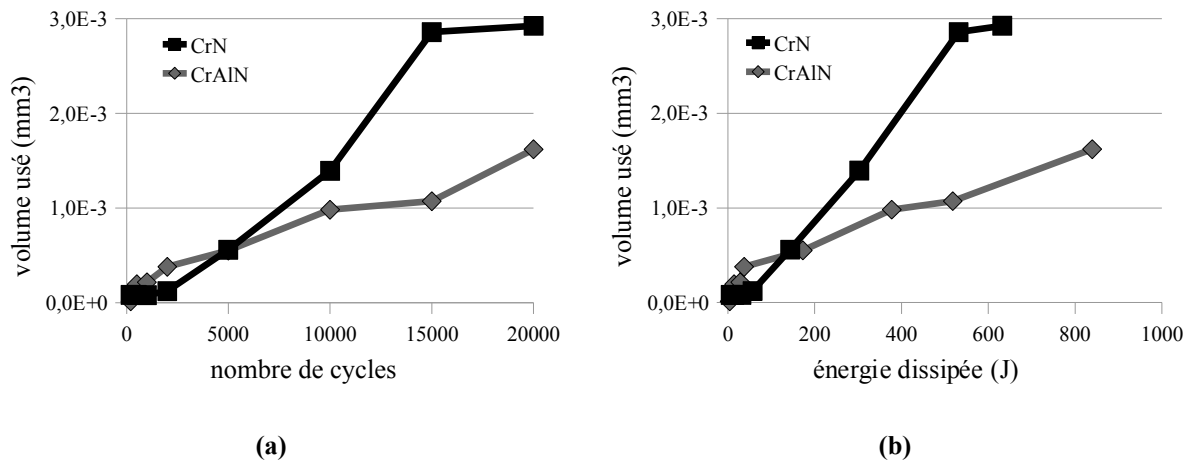 3,0E-3
2,0E-3
1,0E-3
0,0E+0
volume usé (mm3)
CrN
CrAlN
0 5000 10000 15000 20000
nombre de cycles
(a)
3,0E-3
2,0E-3
1,0E-3
0,0E+0
volume usé (mm3)
CrN
CrAlN
0 200 400 600 800 1000
énergie dissipée (J)
(b)